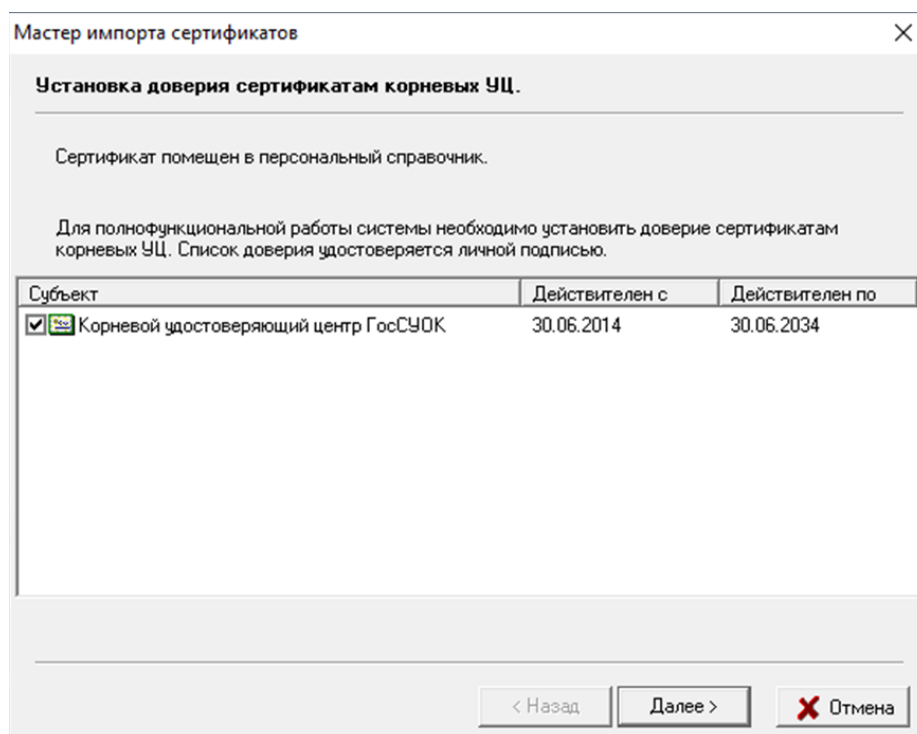 Мастер импорта сертификатов
Установка доверия сертификатам корневых УЦ.
Сертификат помещен в персональный справочник.
Для полнофункциональной работы системы необходимо установить доверие сертификатам
корневых УЦ. Список доверия удостоверяется личной подписью.
Субъект Действителен с Действителен по
Корневой удостоверяющий центр ГосСУОК 30.06.2014 30.06.2034
< Назад Далее > Отмена